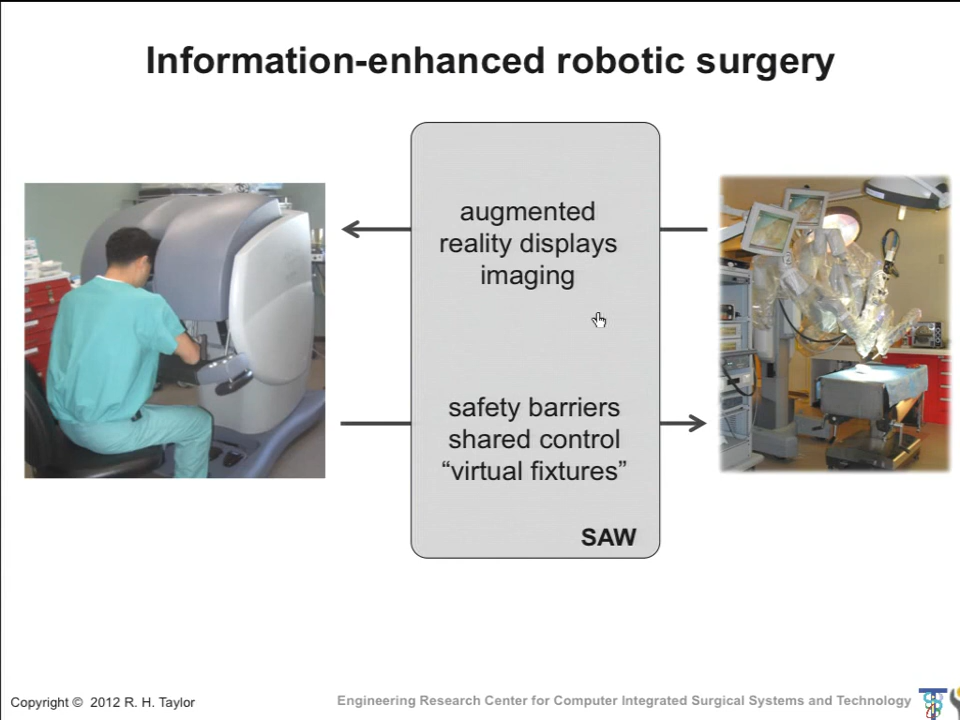 Information-enhanced robotic surgery
augmented
reality displays
imaging
safety barriers
shared control
“virtual fixtures”
SAW
Copyright © 2012 R. H. Taylor
Engineering Research Center for Computer Integrated Surgical Systems and Technology